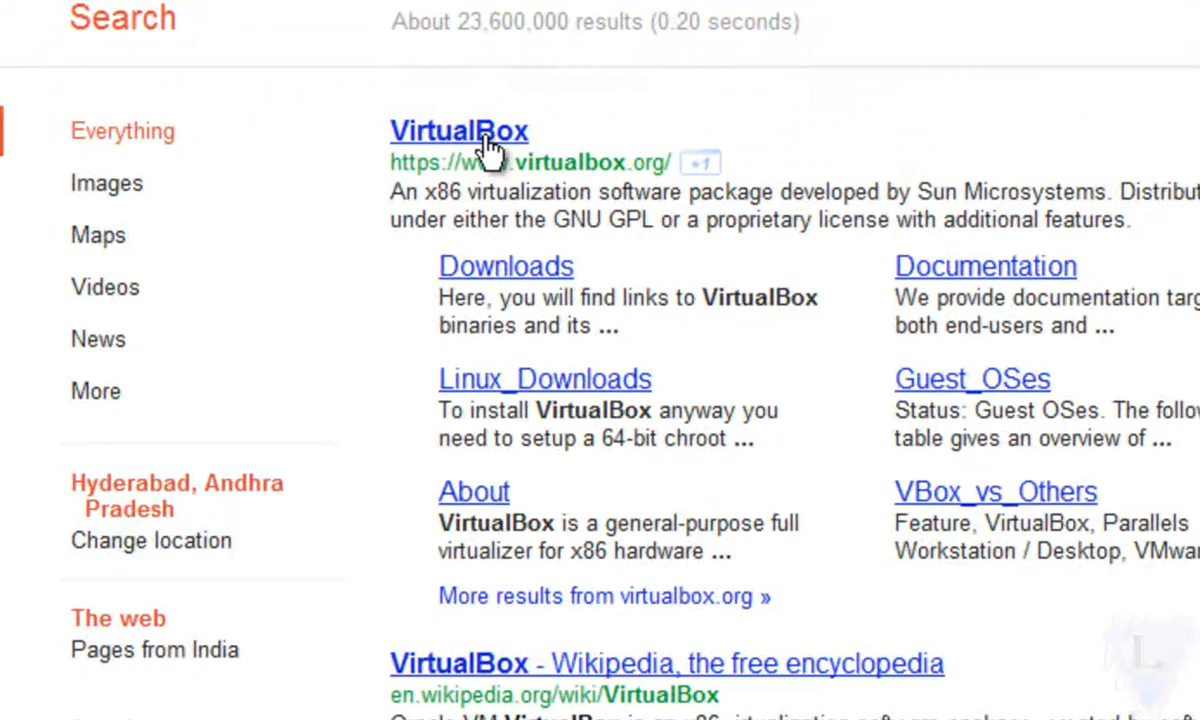 Search
About 23,600,000 results (0.20 seconds)
Everything
Images
Maps
Videos
News
More
Hyderabad, Andhra
Pradesh
Change location
The web
Pages from India
VirtualBox
https://www.virtualbox.org/ +1
An x86 virtualization software package developed by Sun Microsystems.
under either the GNU GPL or a proprietary license with additional features.
Downloads
Here, you will find links to VirtualBox
binaries and its ...
Documentation
We provide documentation
both end-users and ...
Linux_Downloads
To install VirtualBox anyway you
need to setup a 64-bit chroot ...
Guest_OSes
Status: Guest OSes. The
table gives an overview of ...
About
VirtualBox is a general-purpose full
virtualizer for x86 hardware ...
VBox_vs_Others
Feature, VirtualBox, Parallels
Workstation / Desktop,
More results from virtualbox.org »
VirtualBox - Wikipedia, the free encyclopedia
en.wikipedia.org/wiki/VirtualBox
L